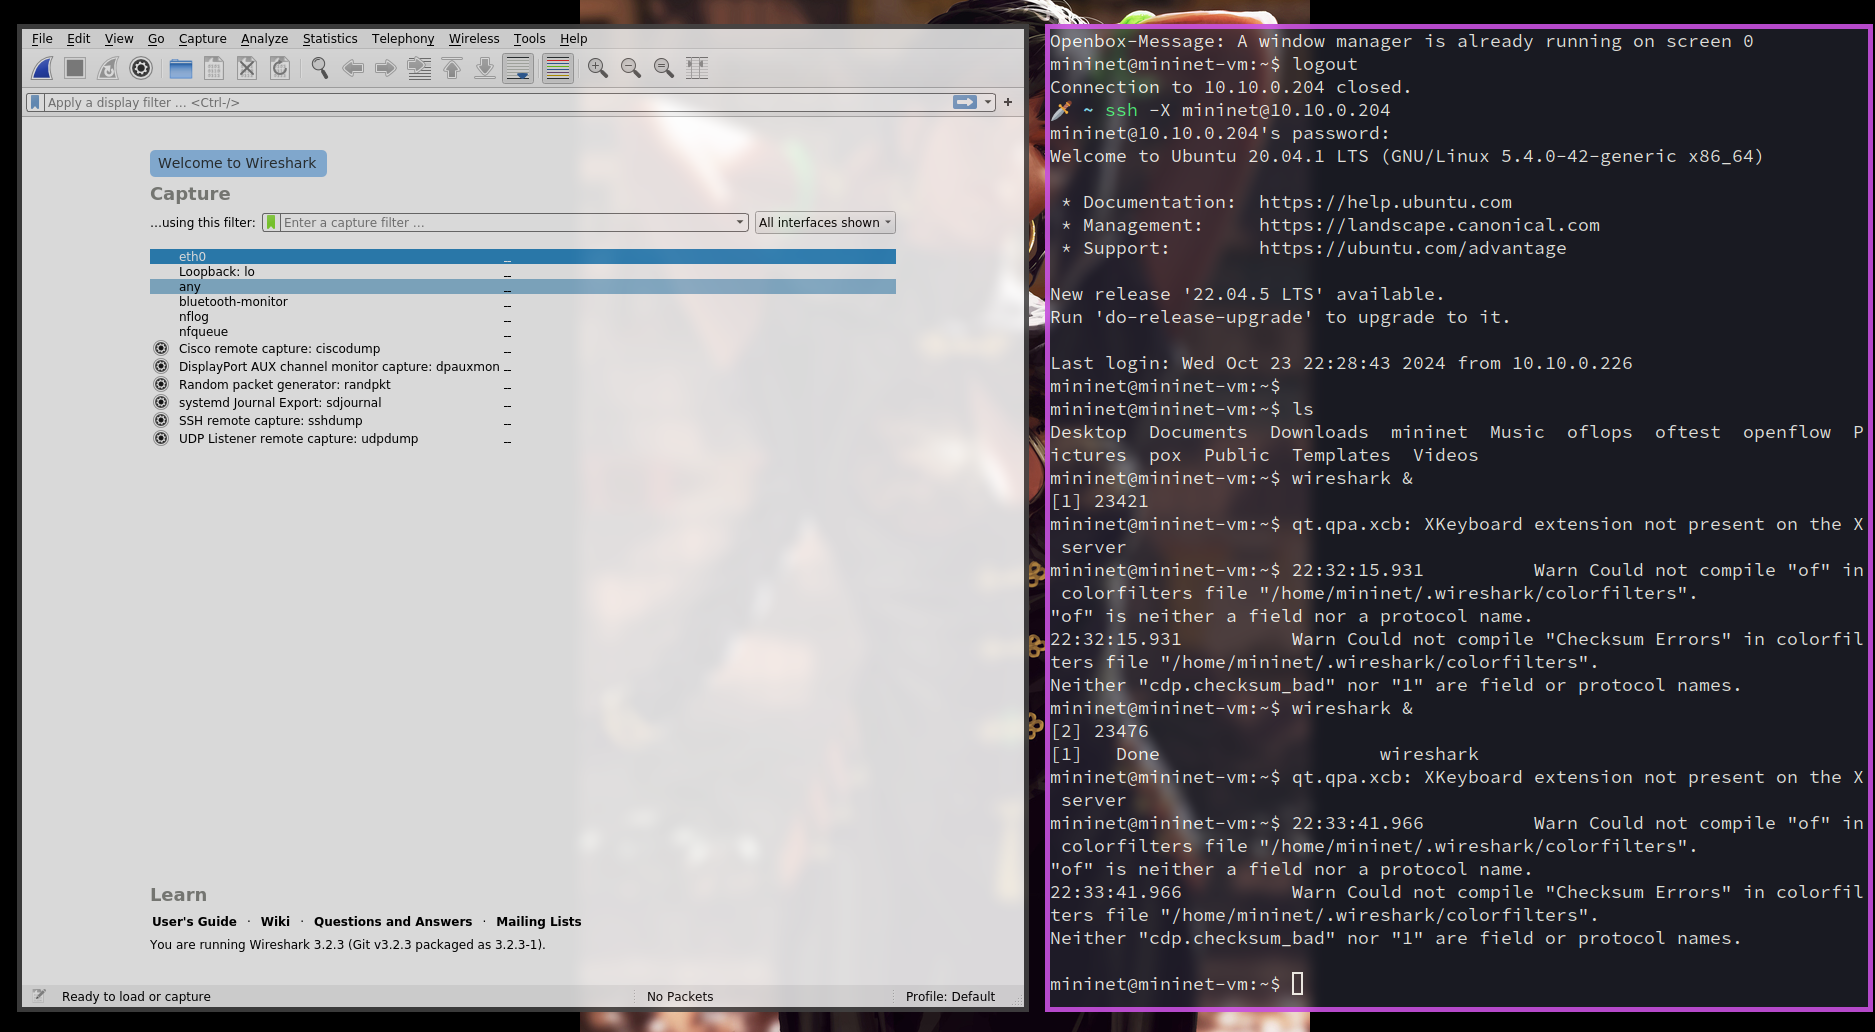 File Edit View Go Capture Analyze Statistics Telephony Wireless Tools Help
Apply a display filter ... <Ctrl-/>
+
Welcome to Wireshark
Capture
...using this filter: Enter a capture filter ... All interfaces shown
eth0
Loopback: lo
any
bluetooth-monitor
nflog
nfqueue
Cisco remote capture: ciscodump
DisplayPort AUX channel monitor capture: dpauxmon
Random packet generator: randpkt
systemd Journal Export: sdjournal
SSH remote capture: sshdump
UDP Listener remote capture: udpdump
Learn
User's Guide · Wiki · Questions and Answers · Mailing Lists
You are running Wireshark 3.2.3 (Git v3.2.3 packaged as 3.2.3-1).
Ready to load or capture No Packets Profile: Default
Openbox-Message: A window manager is already running on screen 0
mininet@mininet-vm:~$ logout
Connection to 10.10.0.204 closed.
~ ssh -X mininet@10.10.0.204
mininet@10.10.0.204's password:
Welcome to Ubuntu 20.04.1 LTS (GNU/Linux 5.4.0-42-generic x86_64)
* Documentation:  https://help.ubuntu.com
* Management:     https://landscape.canonical.com
* Support:        https://ubuntu.com/advantage
New release '22.04.5 LTS' available.
Run 'do-release-upgrade' to upgrade to it.
Last login: Wed Oct 23 22:28:43 2024 from 10.10.0.226
mininet@mininet-vm:~$
mininet@mininet-vm:~$ ls
Desktop  Documents  Downloads  mininet  Music  oflops  oftest  openflow  P
ictures  pox  Public  Templates  Videos
mininet@mininet-vm:~$ wireshark &
[1] 23421
mininet@mininet-vm:~$ qt.qpa.xcb: XKeyboard extension not present on the X
server
mininet@mininet-vm:~$ 22:32:15.931          Warn Could not compile "of" in
colorfilters file "/home/mininet/.wireshark/colorfilters".
"of" is neither a field nor a protocol name.
22:32:15.931          Warn Could not compile "Checksum Errors" in colorfil
ters file "/home/mininet/.wireshark/colorfilters".
Neither "cdp.checksum_bad" nor "1" are field or protocol names.
mininet@mininet-vm:~$ wireshark &
[2] 23476
[1]   Done                    wireshark
mininet@mininet-vm:~$ qt.qpa.xcb: XKeyboard extension not present on the X
server
mininet@mininet-vm:~$ 22:33:41.966          Warn Could not compile "of" in
colorfilters file "/home/mininet/.wireshark/colorfilters".
"of" is neither a field nor a protocol name.
22:33:41.966          Warn Could not compile "Checksum Errors" in colorfil
ters file "/home/mininet/.wireshark/colorfilters".
Neither "cdp.checksum_bad" nor "1" are field or protocol names.
mininet@mininet-vm:~$